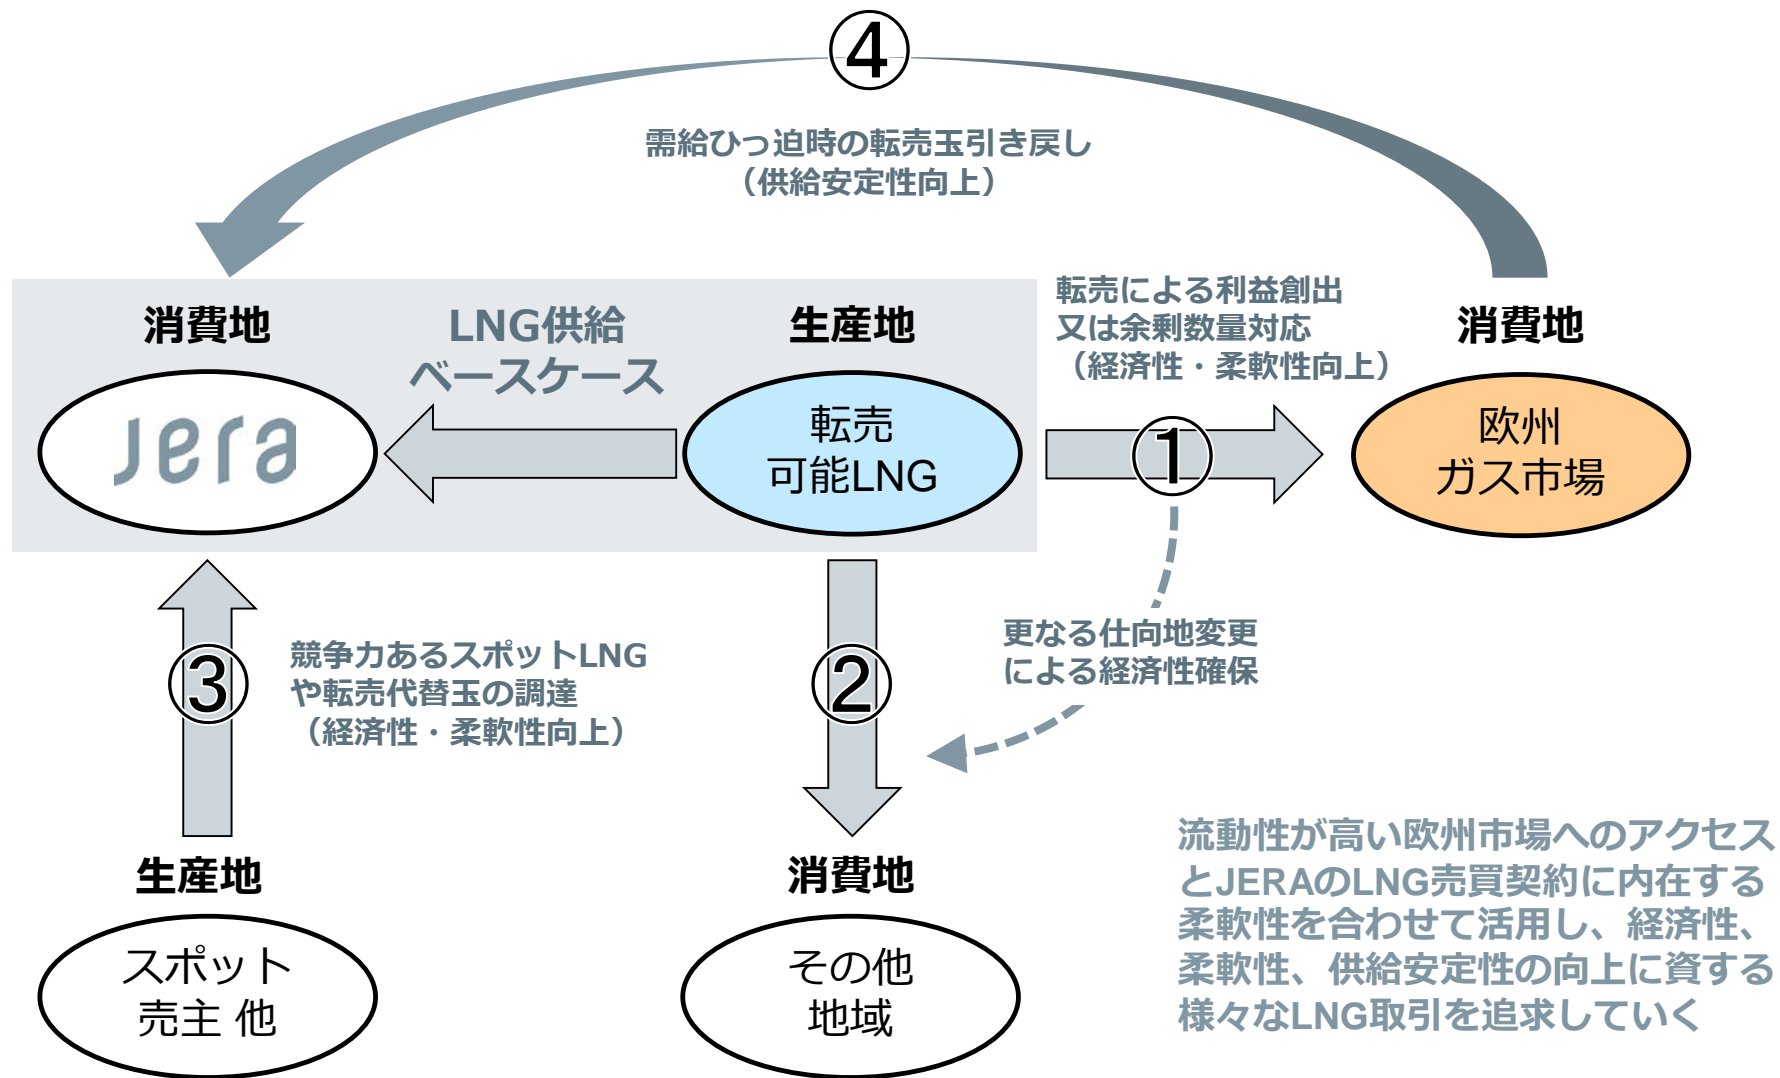 ④
需給ひっ迫時の転売玉引き戻し
（供給安定性向上）
消費地
LNG供給
ベースケース
生産地
転売による利益創出
又は余剰数量対応
（経済性・柔軟性向上）
消費地
Jera
転売
可能LNG
①
欧州
ガス市場
③
競争力あるスポットLNG
や転売代替玉の調達
（経済性・柔軟性向上）
②
更なる仕向地変更
による経済性確保
生産地
スポット
売主 他
消費地
その他
地域
流動性が高い欧州市場へのアクセス
とJERAのLNG売買契約に内在する
柔軟性を合わせて活用し、経済性、
柔軟性、供給安定性の向上に資する
様々なLNG取引を追求していく